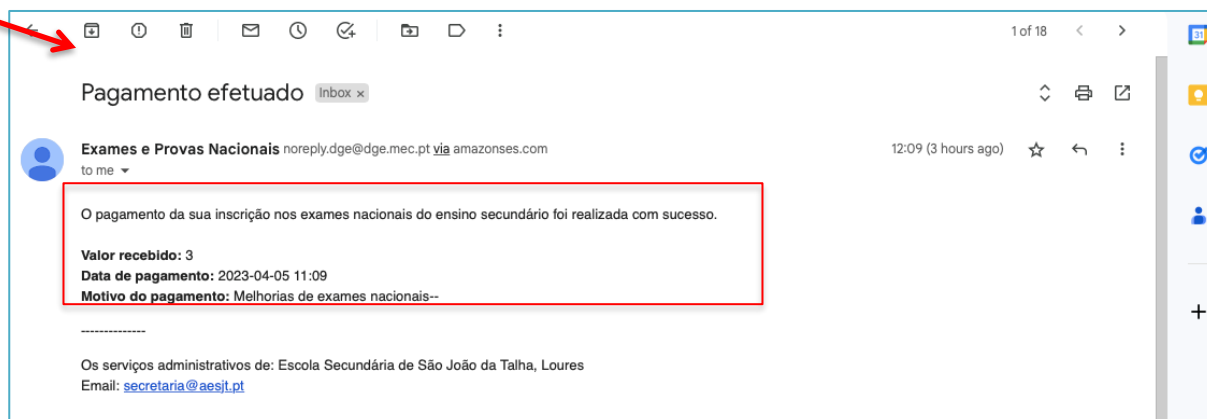 1 of 18
31
Pagamento efetuado Inbox x
Exames e Provas Nacionais noreply.dge@dge.mec.pt via amazonses.com 12:09 (3 hours ago)
to me
O pagamento da sua inscrição nos exames nacionais do ensino secundário foi realizada com sucesso.
Valor recebido: 3
Data de pagamento: 2023-04-05 11:09
Motivo do pagamento: Melhorias de exames nacionais--
--------------
Os serviços administrativos de: Escola Secundária de São João da Talha, Loures
Email: secretaria@aesjt.pt